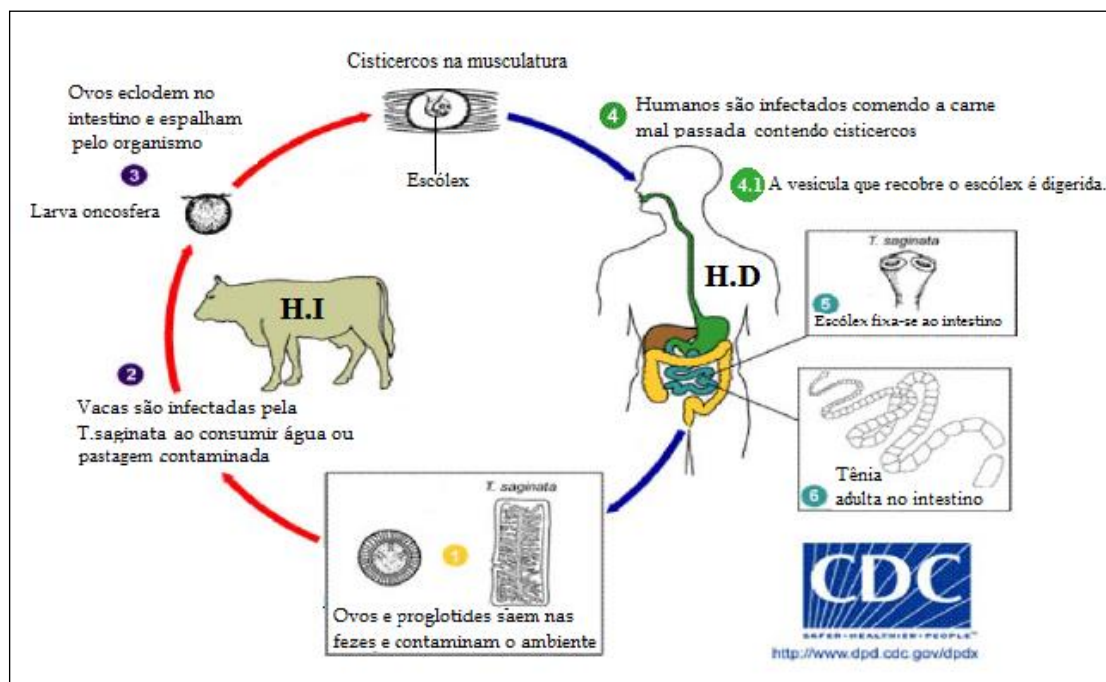 Cisticercos na musculatura
Escólex
Ovos eclodem no
intestino e espalham
pelo organismo
3
Larva oncosfera
4
Humanos são infectados comendo a carne
mal passada contendo cisticercos
4.1
A vesicula que recobre o escólex é digerida.
H.I
H.D
T. saginata
5
Escólex fixa-se ao intestino
2
Vacas são infectadas pela
T.saginata ao consumir água ou
pastagem contaminada
Tênia
6
adulta no intestino
T. saginata
1
Ovos e proglotides saem nas
fezes e contaminam o ambiente
CDC
SAFER·HEALTHIER·PEOPLE™
http://www.dpd.cdc.gov/dpdx